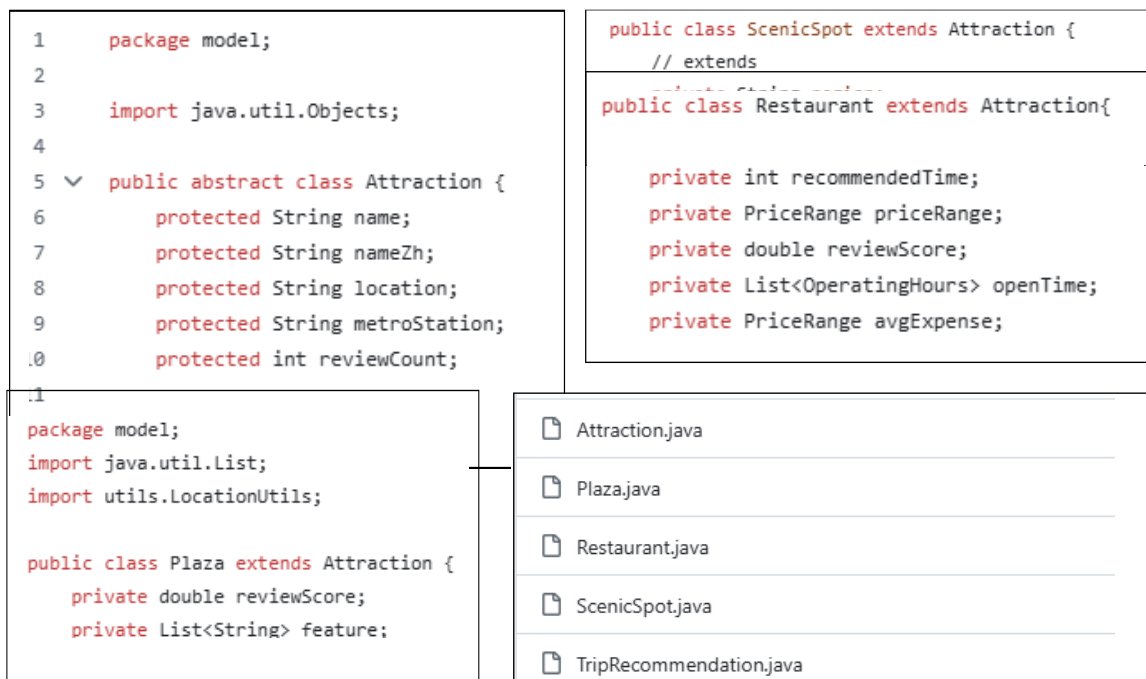 1 package model;
2
3 import java.util.Objects;
4
5 public abstract class Attraction {
6 protected String name;
7 protected String nameZh;
8 protected String location;
9 protected String metroStation;
.0 protected int reviewCount;
.1
public class ScenicSpot extends Attraction {
// extends
public class Restaurant extends Attraction{
private int recommendedTime;
private PriceRange priceRange;
private double reviewScore;
private List<OperatingHours> openTime;
private PriceRange avgExpense;
package model;
import java.util.List;
import utils.LocationUtils;
public class Plaza extends Attraction {
private double reviewScore;
private List<String> feature;
Attraction.java
Plaza.java
Restaurant.java
ScenicSpot.java
TripRecommendation.java